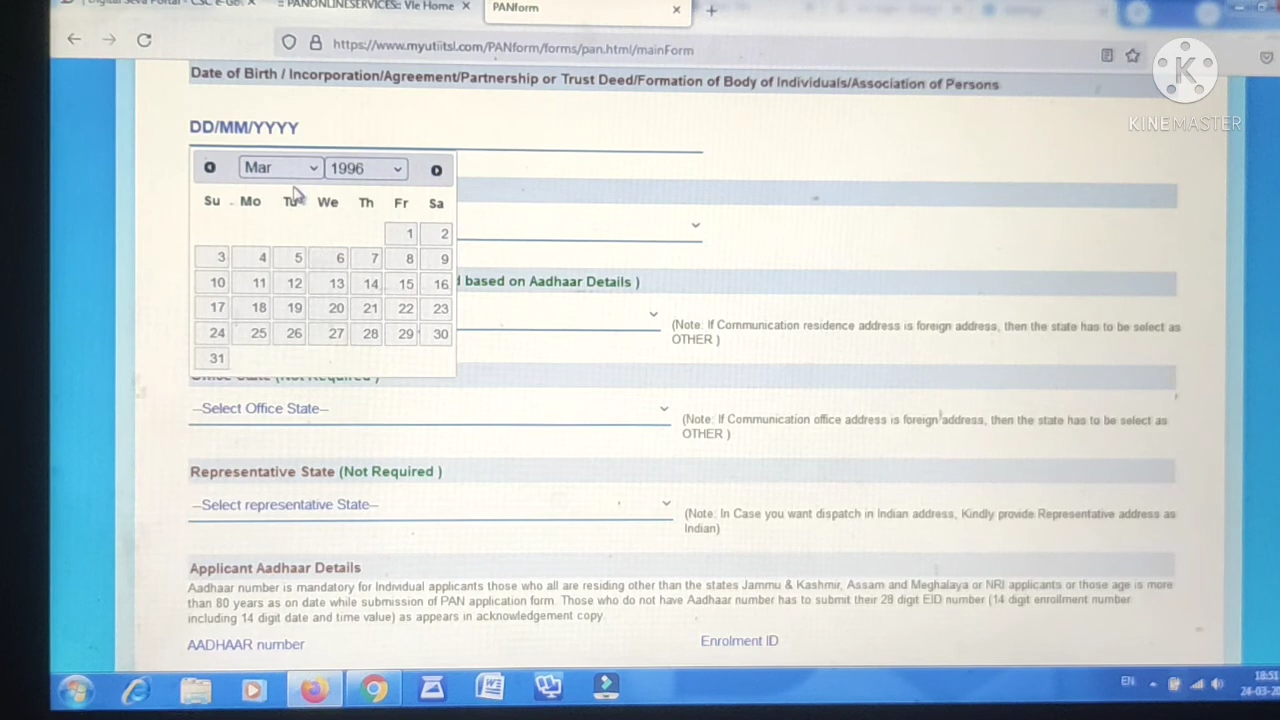 PANONLINESERVICES:: Vle Home
PANform
https://www.myutiitsl.com/PANform/forms/pan.html/mainForm
K
KINEMASTER
Date of Birth / Incorporation/Agreement/Partnership or Trust Deed/Formation of Body of Individuals/Association of Persons
DD/MM/YYYY
Mar 1996
Su Mo Tu We Th Fr Sa
1 2
3 4 5 6 7 8 9
10 11 12 13 14 15 16
17 18 19 20 21 22 23
24 25 26 27 28 29 30
31
based on Aadhaar Details )
(Note: If Communication residence address is foreign address, then the state has to be select as
OTHER )
--Select Office State--
(Note: If Communication office address is foreign address, then the state has to be select as
OTHER )
Representative State (Not Required )
--Select representative State--
(Note: In Case you want dispatch in Indian address, Kindly provide Representative address as
Indian)
Applicant Aadhaar Details
Aadhaar number is mandatory for Individual applicants those who all are residing other than the states Jammu & Kashmir, Assam and Meghalaya or NRI applicants or those age is more
than 80 years as on date while submission of PAN application form. Those who do not have Aadhaar number has to submit their 28 digit EID number (14 digit enrollment number
including 14 digit date and time value) as appears in acknowledgement copy
AADHAAR number
Enrolment ID
EN
18:51
24-03-20